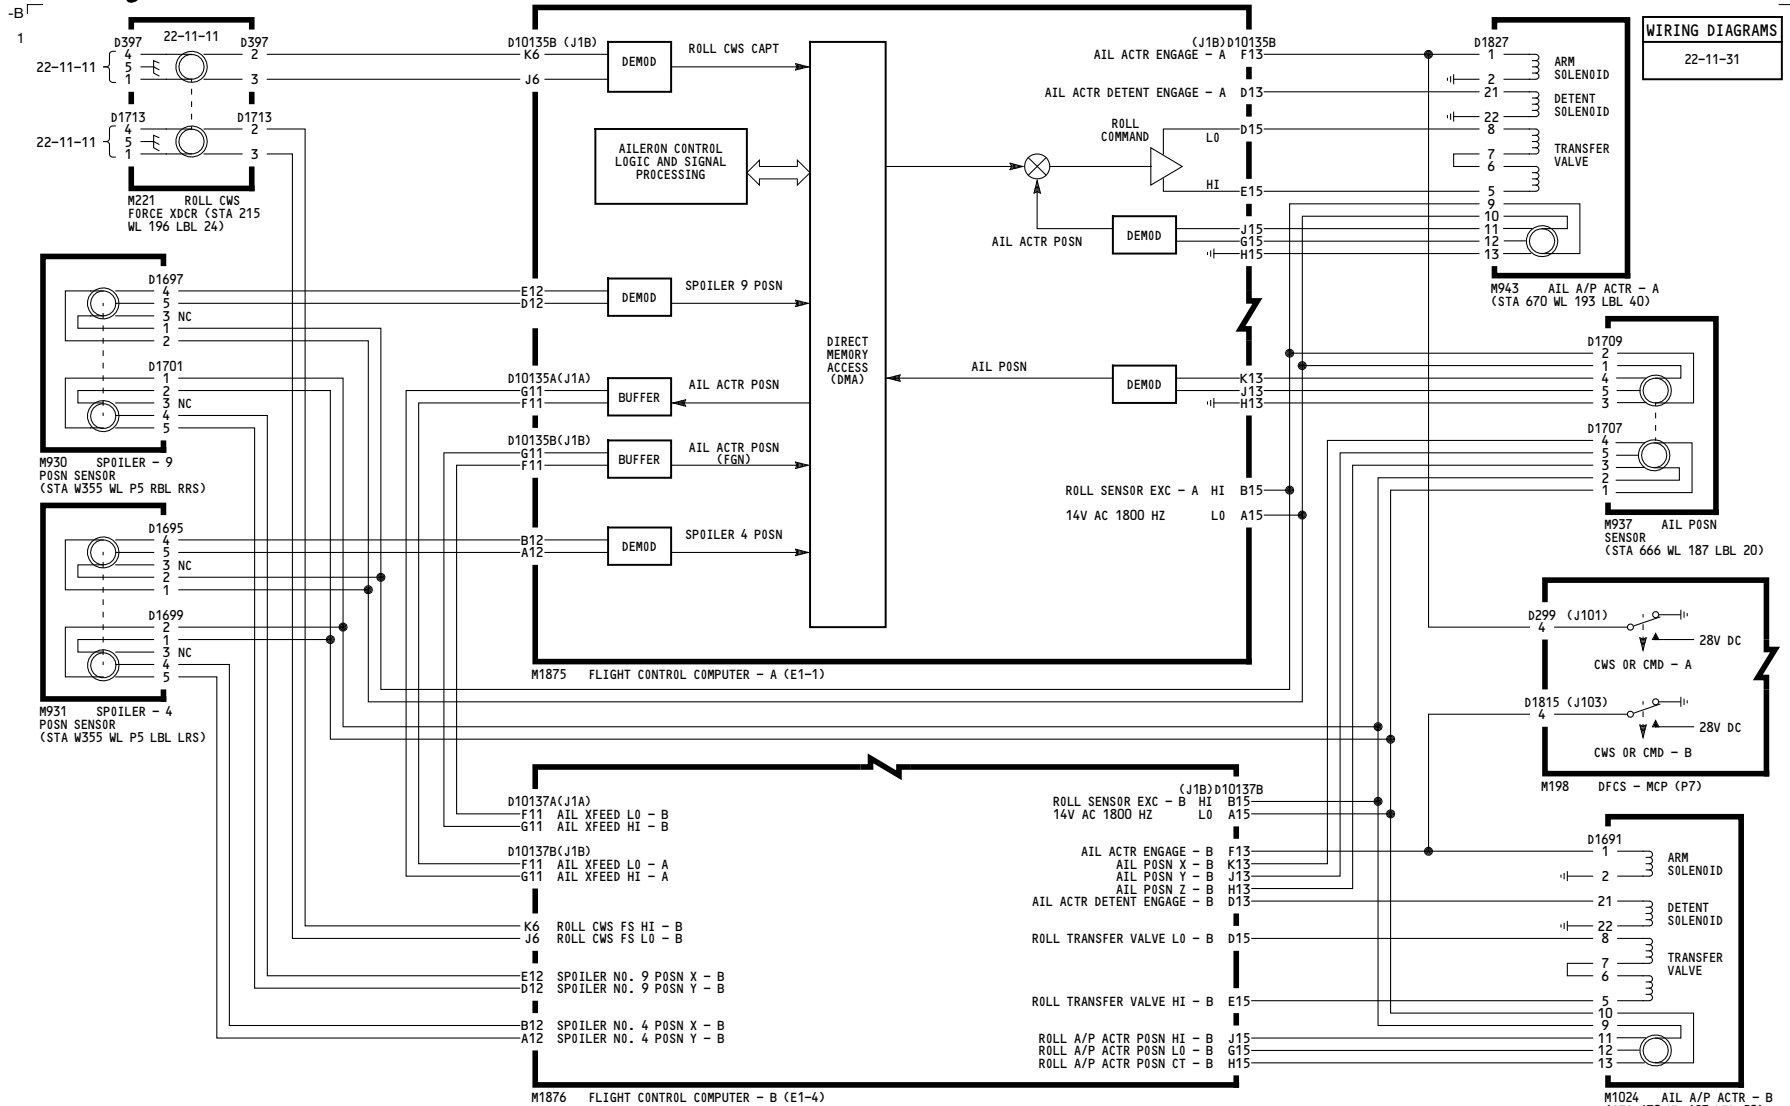 -B
1
WIRING DIAGRAMS
22-11-31
22-11-11
D397
D397
22-11-11
4
5
1
2
3
D1713
D1713
22-11-11
4
5
1
2
3
M221 ROLL CWS
FORCE XDCR (STA 215
WL 196 LBL 24)
D1697
4
5
3 NC
1
2
D1701
1
2
3 NC
4
5
M930 SPOILER - 9
POSN SENSOR
(STA W355 WL P5 RBL RRS)
D1695
4
5
3 NC
2
1
D1699
2
1
3 NC
4
5
M931 SPOILER - 4
POSN SENSOR
(STA W355 WL P5 LBL LRS)
D10135B (J1B)
K6
J6
DEMOD
ROLL CWS CAPT
AILERON CONTROL
LOGIC AND SIGNAL
PROCESSING
E12
D12
DEMOD
SPOILER 9 POSN
D10135A(J1A)
G11
F11
BUFFER
AIL ACTR POSN
D10135B(J1B)
G11
F11
BUFFER
AIL ACTR POSN
(FGN)
B12
A12
DEMOD
SPOILER 4 POSN
DIRECT
MEMORY
ACCESS
(DMA)
(J1B)D10135B
AIL ACTR ENGAGE - A F13
AIL ACTR DETENT ENGAGE - A D13
ROLL
COMMAND
LO
D15
HI
E15
AIL ACTR POSN
DEMOD
J15
G15
H15
AIL POSN
DEMOD
K13
J13
H13
ROLL SENSOR EXC - A HI B15
14V AC 1800 HZ LO A15
M1875 FLIGHT CONTROL COMPUTER - A (E1-1)
D1827
1
2
21
22
8
7
6
5
9
10
11
12
13
ARM
SOLENOID
DETENT
SOLENOID
TRANSFER
VALVE
M943 AIL A/P ACTR - A
(STA 670 WL 193 LBL 40)
D1709
2
1
4
5
3
D1707
4
5
3
2
1
M937 AIL POSN
SENSOR
(STA 666 WL 187 LBL 20)
D299 (J101)
4
28V DC
CWS OR CMD - A
D1815 (J103)
4
28V DC
CWS OR CMD - B
M198 DFCS - MCP (P7)
D10137A(J1A)
F11 AIL XFEED LO - B
G11 AIL XFEED HI - B
D10137B(J1B)
F11 AIL XFEED LO - A
G11 AIL XFEED HI - A
K6 ROLL CWS FS HI - B
J6 ROLL CWS FS LO - B
E12 SPOILER NO. 9 POSN X - B
D12 SPOILER NO. 9 POSN Y - B
B12 SPOILER NO. 4 POSN X - B
A12 SPOILER NO. 4 POSN Y - B
(J1B)D10137B
ROLL SENSOR EXC - B HI B15
14V AC 1800 HZ LO A15
AIL ACTR ENGAGE - B F13
AIL POSN X - B K13
AIL POSN Y - B J13
AIL POSN Z - B H13
AIL ACTR DETENT ENGAGE - B D13
ROLL TRANSFER VALVE LO - B D15
ROLL TRANSFER VALVE HI - B E15
ROLL A/P ACTR POSN HI - B J15
ROLL A/P ACTR POSN LO - B G15
ROLL A/P ACTR POSN CT - B H15
M1876 FLIGHT CONTROL COMPUTER - B (E1-4)
D1691
1
2
21
22
8
7
6
5
10
9
11
12
13
ARM
SOLENOID
DETENT
SOLENOID
TRANSFER
VALVE
M1024 AIL A/P ACTR - B